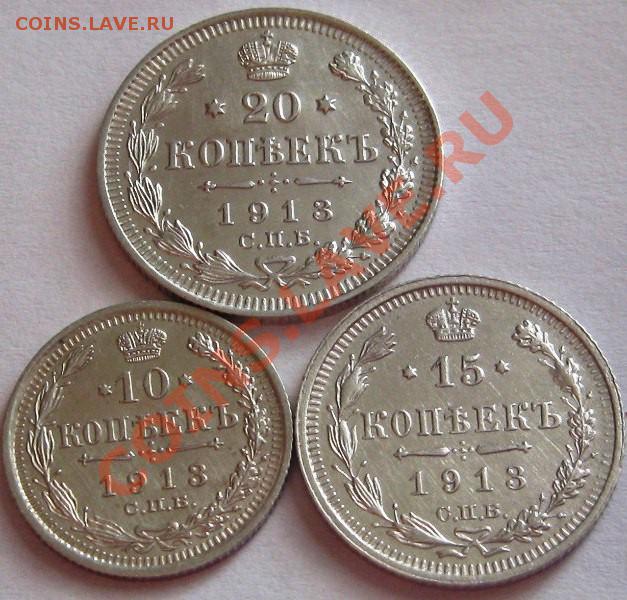 COINS.LAVE.RU
20
КОПѢЕКЪ
1913
С.П.Б.
10
КОПѢЕКЪ
1913
С.П.Б.
15
КОПѢЕКЪ
1913
С.П.Б.
COINS.LAVE.RU